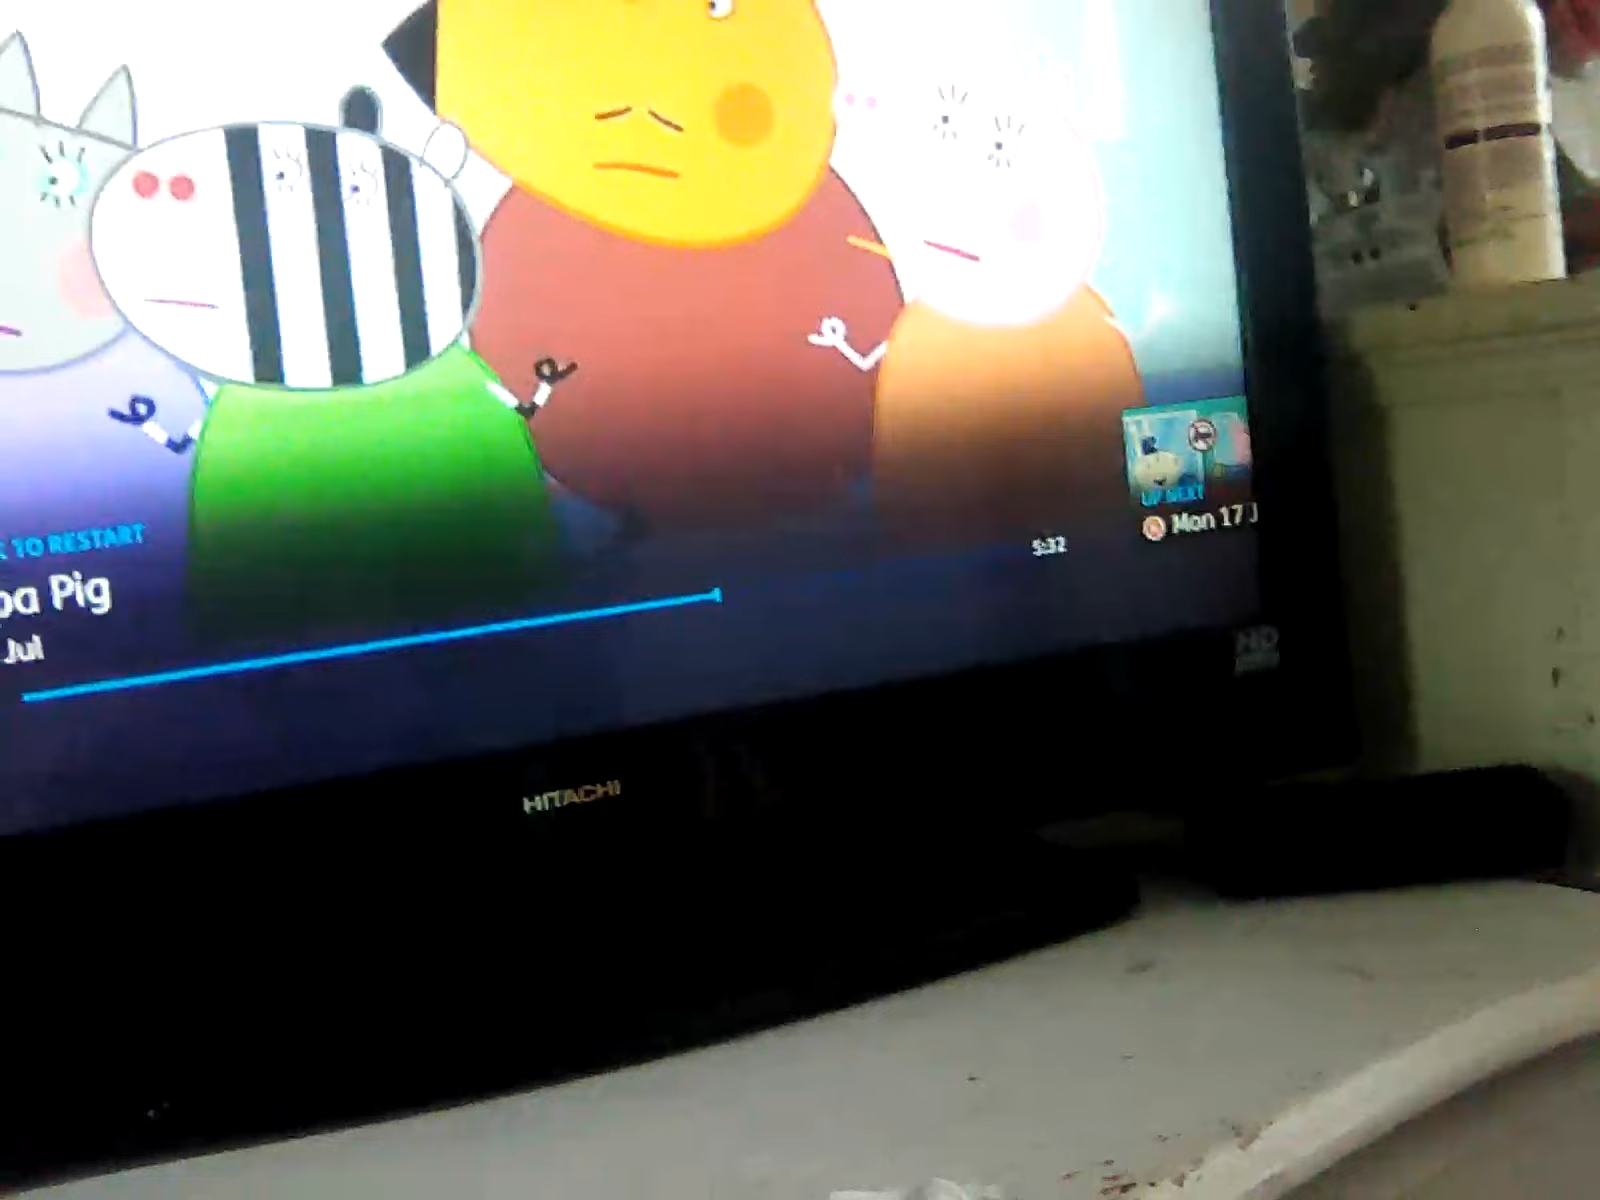 TO RESTART
pa Pig
Jul
5:32
UP NEXT
Mon 17 J
HITACHI
HD